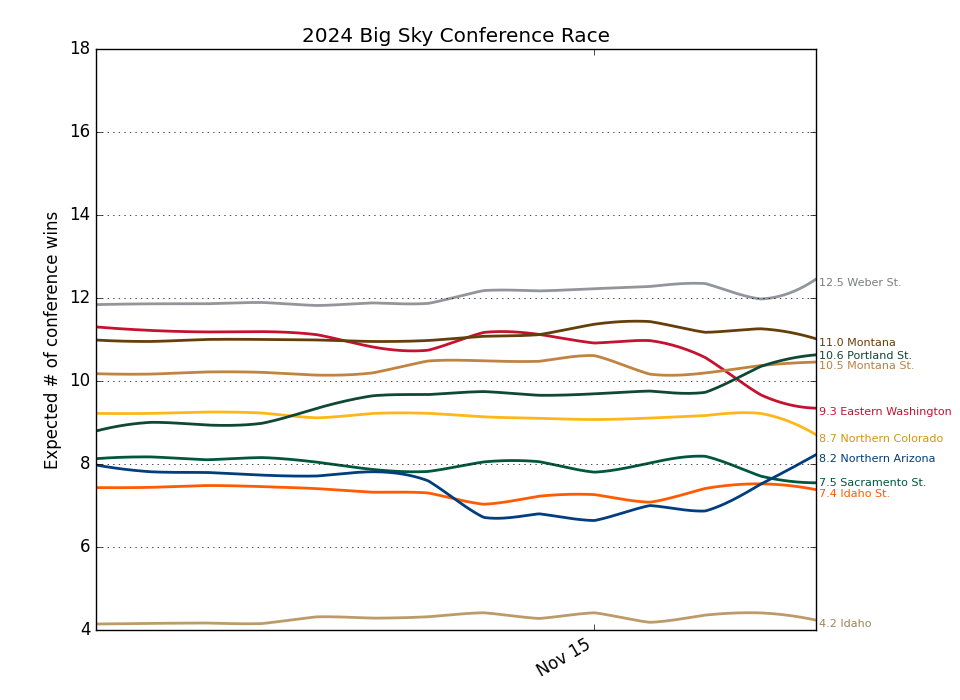 2024 Big Sky Conference Race
Expected # of conference wins
18
16
14
12
10
8
6
4
Nov 15
12.5 Weber St.
11.0 Montana
10.6 Portland St.
10.5 Montana St.
9.3 Eastern Washington
8.7 Northern Colorado
8.2 Northern Arizona
7.5 Sacramento St.
7.4 Idaho St.
4.2 Idaho